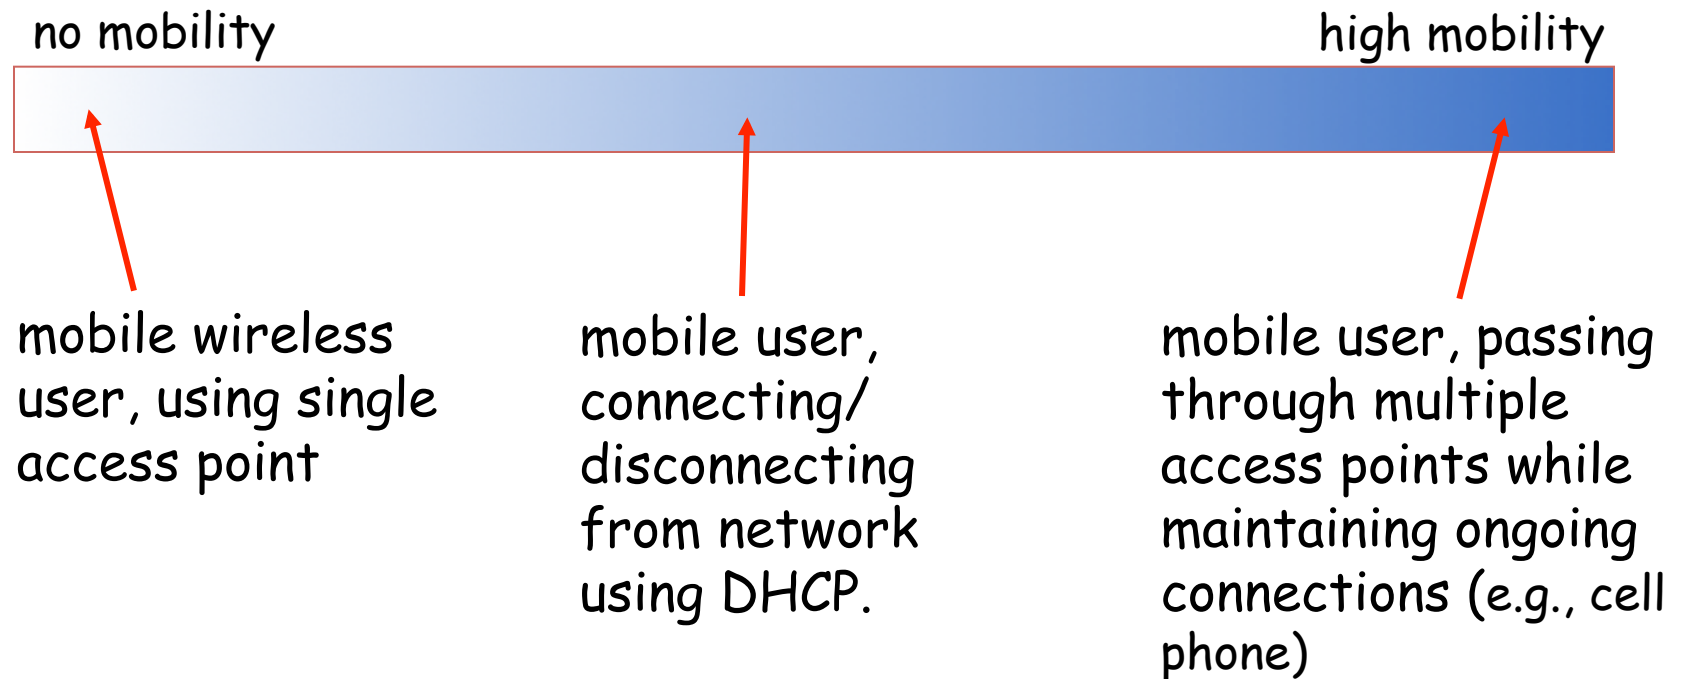 no mobility
high mobility
mobile wireless
user, using single
access point
mobile user,
connecting/
disconnecting
from network
using DHCP.
mobile user, passing
through multiple
access points while
maintaining ongoing
connections (e.g., cell
phone)